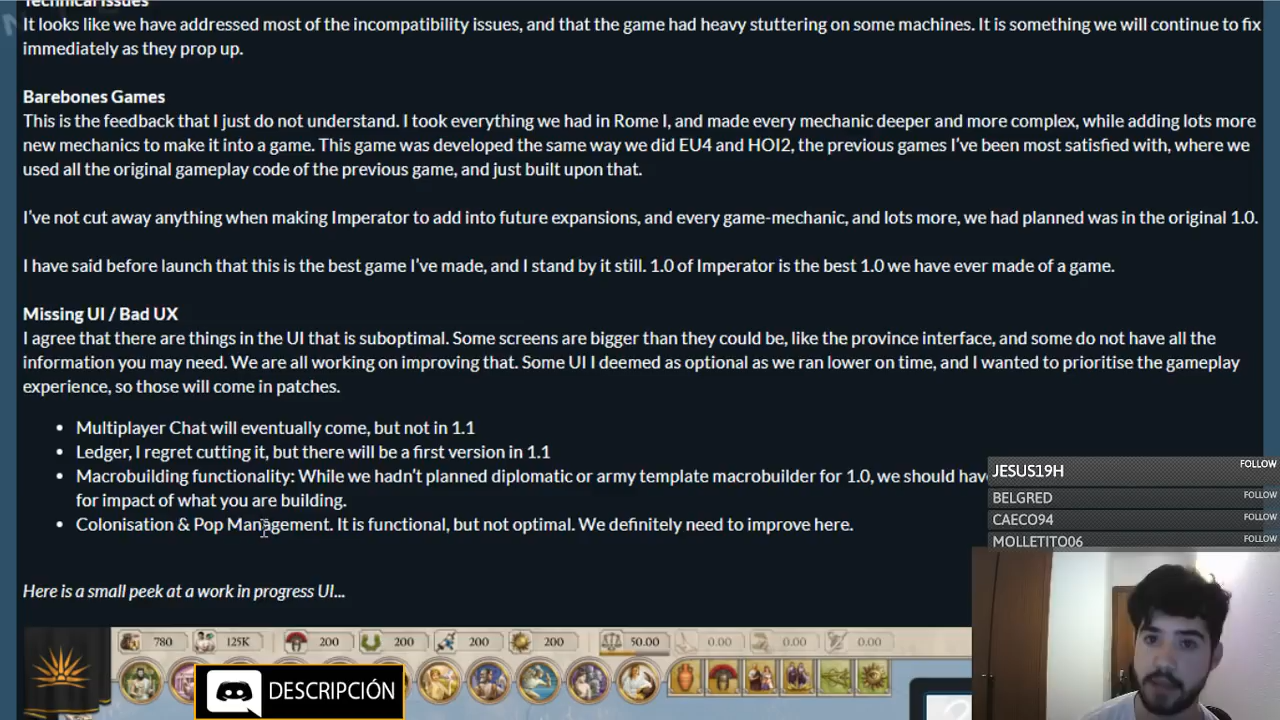 Technical Issues
It looks like we have addressed most of the incompatibility issues, and that the game had heavy stuttering on some machines. It is something we will continue to fix
immediately as they prop up.
Barebones Games
This is the feedback that I just do not understand. I took everything we had in Rome I, and made every mechanic deeper and more complex, while adding lots more
new mechanics to make it into a game. This game was developed the same way we did EU4 and HOI2, the previous games I've been most satisfied with, where we
used all the original gameplay code of the previous game, and just built upon that.
I've not cut away anything when making Imperator to add into future expansions, and every game-mechanic, and lots more, we had planned was in the original 1.0.
I have said before launch that this is the best game I've made, and I stand by it still. 1.0 of Imperator is the best 1.0 we have ever made of a game.
Missing UI / Bad UX
I agree that there are things in the UI that is suboptimal. Some screens are bigger than they could be, like the province interface, and some do not have all the
information you may need. We are all working on improving that. Some UI I deemed as optional as we ran lower on time, and I wanted to prioritise the gameplay
experience, so those will come in patches.
• Multiplayer Chat will eventually come, but not in 1.1
• Ledger, I regret cutting it, but there will be a first version in 1.1
• Macrobuilding functionality: While we hadn't planned diplomatic or army template macrobuilder for 1.0, we should
for impact of what you are building.
• Colonisation & Pop Management. It is functional, but not optimal. We definitely need to improve here.
Here is a small peek at a work in progress UI...
780 125K 200 200 200 200 50.00 0.00 0.00 0.00
DESCRIPCIÓN
JESUS19H FOLLOW
BELGRED FOLLOW
CAECO94 FOLLOW
MOLLETITO06 FOLLOW